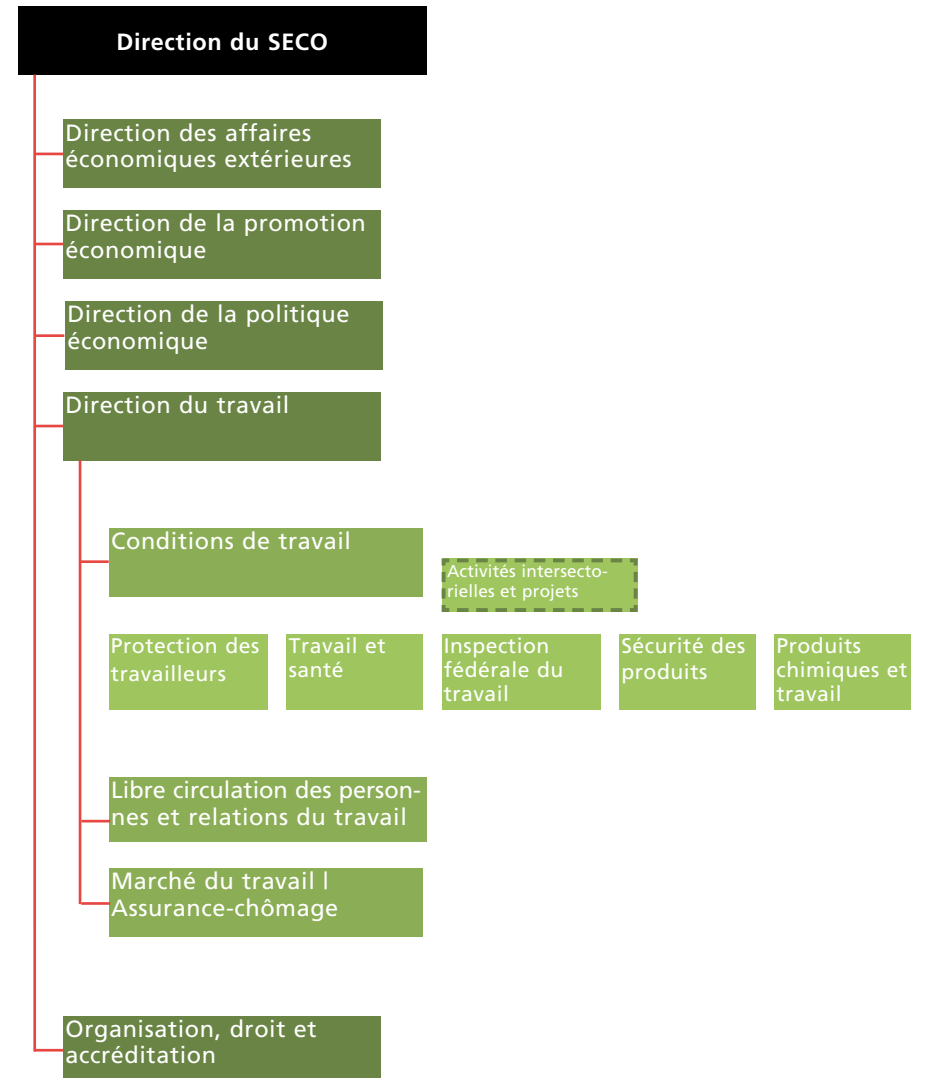 Direction du SECO
Direction des affaires
économiques extérieures
Direction de la promotion
économique
Direction de la politique
économique
Direction du travail
Conditions de travail
Activités intersecto-
rielles et projets
Protection des
travailleurs
Travail et
santé
Inspection
fédérale du
travail
Sécurité des
produits
Produits
chimiques et
travail
Libre circulation des person-
nes et relations du travail
Marché du travail l
Assurance-chômage
Organisation, droit et
accréditation